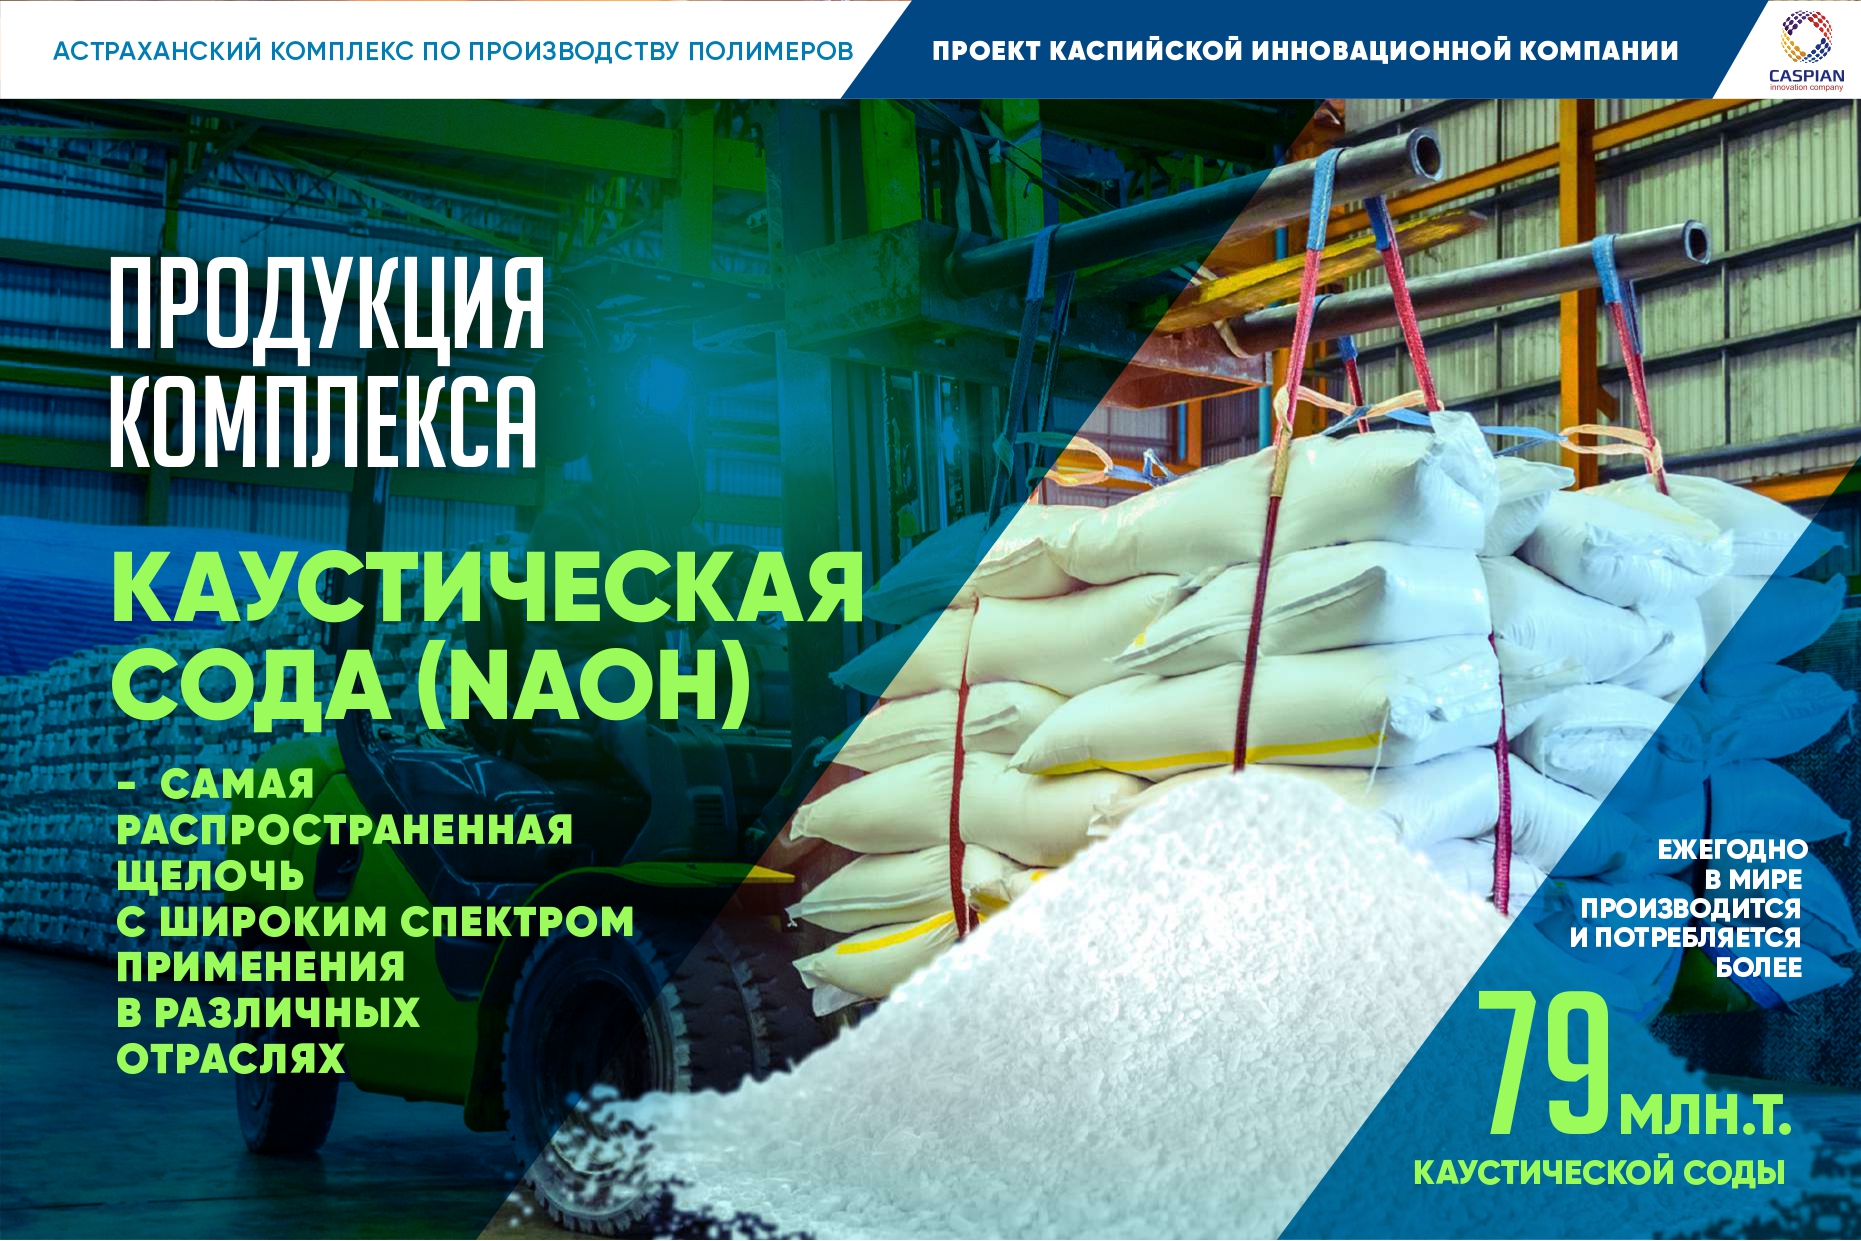 АСТРАХАНСКИЙ КОМПЛЕКС ПО ПРОИЗВОДСТВУ ПОЛИМЕРОВ
ПРОЕКТ КАСПИЙСКОЙ ИННОВАЦИОННОЙ КОМПАНИИ
CASPIAN
innovation company
ПРОДУКЦИЯ
КОМПЛЕКСА
КАУСТИЧЕСКАЯ
СОДА (NAOH)
- САМАЯ
РАСПРОСТРАНЕННАЯ
ЩЕЛОЧЬ
С ШИРОКИМ СПЕКТРОМ
ПРИМЕНЕНИЯ
В РАЗЛИЧНЫХ
ОТРАСЛЯХ
ЕЖЕГОДНО
В МИРЕ
ПРОИЗВОДИТСЯ
И ПОТРЕБЛЯЕТСЯ
БОЛЕЕ
79 МЛН.Т.
КАУСТИЧЕСКОЙ СОДЫ